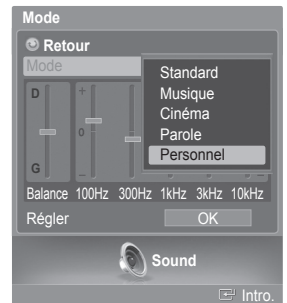 Mode
Retour
Mode
Standard
Musique
Cinéma
Parole
Personnel
D
+
0
G
–
Balance 100Hz 300Hz 1kHz 3kHz 10kHz
Régler OK
Sound
Intro.